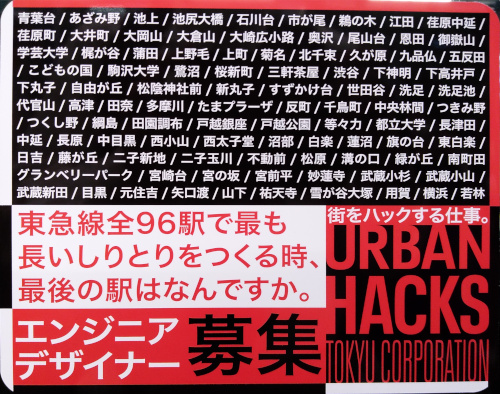 青葉台 / あざみ野 / 池上 / 池尻大橋 / 石川台 / 市が尾 / 鵜の木 / 江田 / 荏原中延
/ 荏原町 / 大井町 / 大岡山 / 大倉山 / 大崎広小路 / 奥沢 / 尾山台 / 恩田 / 御嶽山
/ 学芸大学 / 梶が谷 / 蒲田 / 上野毛 / 上町 / 菊名 / 北千束 / 久が原 / 九品仏 / 五反田
/ こどもの国 / 駒沢大学 / 鷺沼 / 桜新町 / 三軒茶屋 / 渋谷 / 下神明 / 下高井戸 /
下丸子 / 自由が丘 / 松陰神社前 / 新丸子 / すずかけ台 / 世田谷 / 洗足 / 洗足池
/ 代官山 / 高津 / 田奈 / 多摩川 / たまプラーザ / 反町 / 千鳥町 / 中央林間 / つきみ野
/ つくし野 / 綱島 / 田園調布 / 戸越銀座 / 戸越公園 / 等々力 / 都立大学 / 長津田
/ 中延 / 長原 / 中目黒 / 西小山 / 西太子堂 / 沼部 / 白楽 / 蓮沼 / 旗の台 / 東白楽
/ 日吉 / 藤が丘 / 二子新地 / 二子玉川 / 不動前 / 松原 / 溝の口 / 緑が丘 / 南町田
グランベリーパーク / 宮崎台 / 宮の坂 / 宮前平 / 妙蓮寺 / 武蔵小杉 / 武蔵小山 /
武蔵新田 / 目黒 / 元住吉 / 矢口渡 / 山下 / 祐天寺 / 雪が谷大塚 / 用賀 / 横浜 / 若林
東急線全96駅で最も
長いしりとりをつくる時、
最後の駅はなんですか。
エンジニア
デザイナー
募集
街をハックする仕事。
URBAN
HACKS
TOKYU CORPORATION